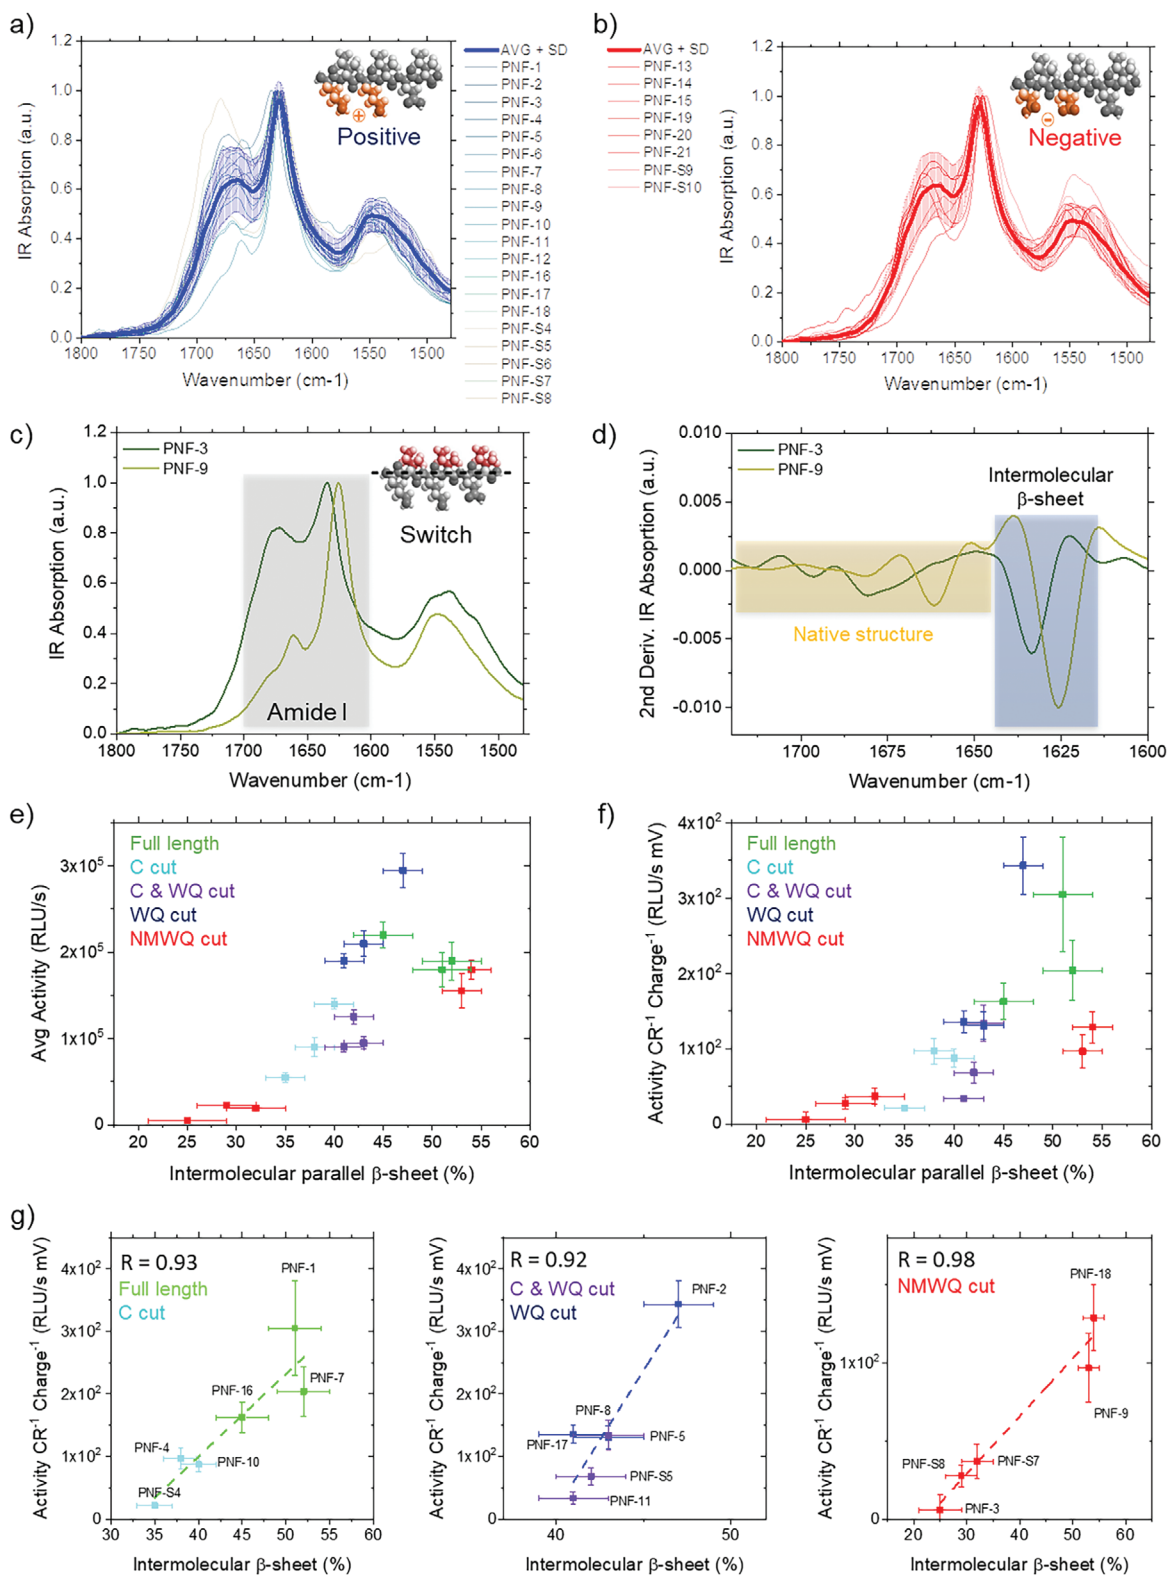 a)
1.2
1.0
0.8
0.6
0.4
0.2
0.0
IR Absorption (a.u.)
1800 1750 1700 1650 1600 1550 1500
Wavenumber (cm-1)
Positive
AVG + SD
PNF-1
PNF-2
PNF-3
PNF-4
PNF-5
PNF-6
PNF-7
PNF-8
PNF-9
PNF-10
PNF-11
PNF-12
PNF-16
PNF-17
PNF-18
PNF-S4
PNF-S5
PNF-S6
PNF-S7
PNF-S8
b)
AVG + SD
PNF-13
PNF-14
PNF-15
PNF-19
PNF-20
PNF-21
PNF-S9
PNF-S10
1.2
1.0
0.8
0.6
0.4
0.2
0.0
IR Absorption (a.u.)
1800 1750 1700 1650 1600 1550 1500
Wavenumber (cm-1)
Negative
c)
1.2
1.0
0.8
0.6
0.4
0.2
0.0
IR Absorption (a.u.)
PNF-3
PNF-9
Switch
Amide I
1800 1750 1700 1650 1600 1550 1500
Wavenumber (cm-1)
d)
0.010
0.005
0.000
-0.005
-0.010
2nd Deriv. IR Absoprtion (a.u.)
PNF-3
PNF-9
Intermolecular
β-sheet
Native structure
1700 1675 1650 1625 1600
Wavenumber (cm-1)
e)
Avg Activity (RLU/s)
3x10⁵
2x10⁵
1x10⁵
0
Full length
C cut
C & WQ cut
WQ cut
NMWQ cut
20 25 30 35 40 45 50 55 60
Intermolecular parallel β-sheet (%)
f)
Activity CR⁻¹ Charge⁻¹ (RLU/s mV)
4x10²
3x10²
2x10²
1x10²
0
Full length
C cut
C & WQ cut
WQ cut
NMWQ cut
20 25 30 35 40 45 50 55 60
Intermolecular parallel β-sheet (%)
g)
Activity CR⁻¹ Charge⁻¹ (RLU/s mV)
4x10²
3x10²
2x10²
1x10²
0
R = 0.93
Full length
C cut
PNF-1
PNF-7
PNF-16
PNF-4
PNF-10
PNF-S4
30 35 40 45 50 55 60
Intermolecular β-sheet (%)
Activity CR⁻¹ Charge⁻¹ (RLU/s mV)
4x10²
3x10²
2x10²
1x10²
0
R = 0.92
C & WQ cut
WQ cut
PNF-2
PNF-8
PNF-17
PNF-5
PNF-S5
PNF-11
40 50
Intermolecular β-sheet (%)
Activity CR⁻¹ Charge⁻¹ (RLU/s mV)
1x10²
0
R = 0.98
NMWQ cut
PNF-18
PNF-9
PNF-S8
PNF-S7
PNF-3
20 30 40 50 60
Intermolecular β-sheet (%)